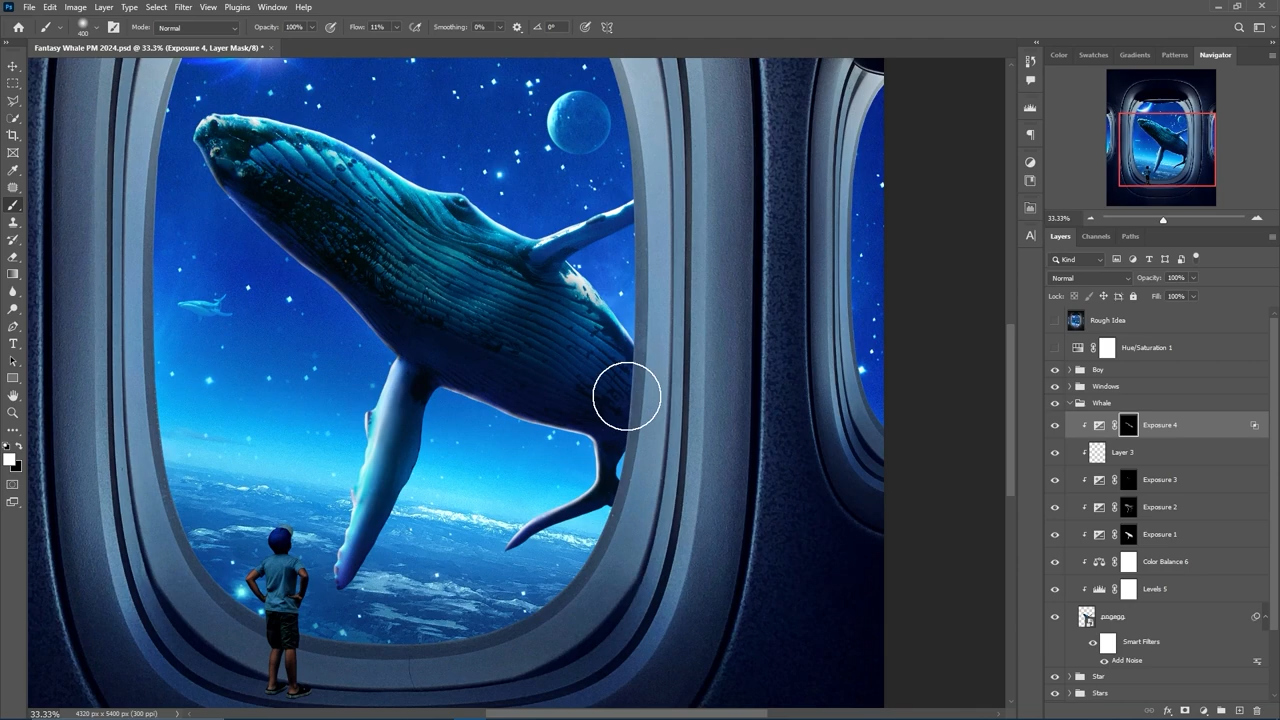 Ps File Edit Image Layer Type Select Filter View Plugins Window Help
400 Mode: Normal Opacity: 100% Flow: 11% Smoothing: 0% 0°
Fantasy Whale PM 2024.psd @ 33.3% (Exposure 4, Layer Mask/8) *
Color Swatches Gradients Patterns Navigator
33.33%
Layers Channels Paths
Kind
Normal Opacity: 100%
Lock: Fill: 100%
Rough Idea
Hue/Saturation 1
Boy
Windows
Whale
Exposure 4
Layer 3
Exposure 3
Exposure 2
Exposure 1
Color Balance 6
Levels 5
pngegg
Smart Filters
Add Noise
Star
Stars
33.33% 4320 px x 5400 px (300 ppi)